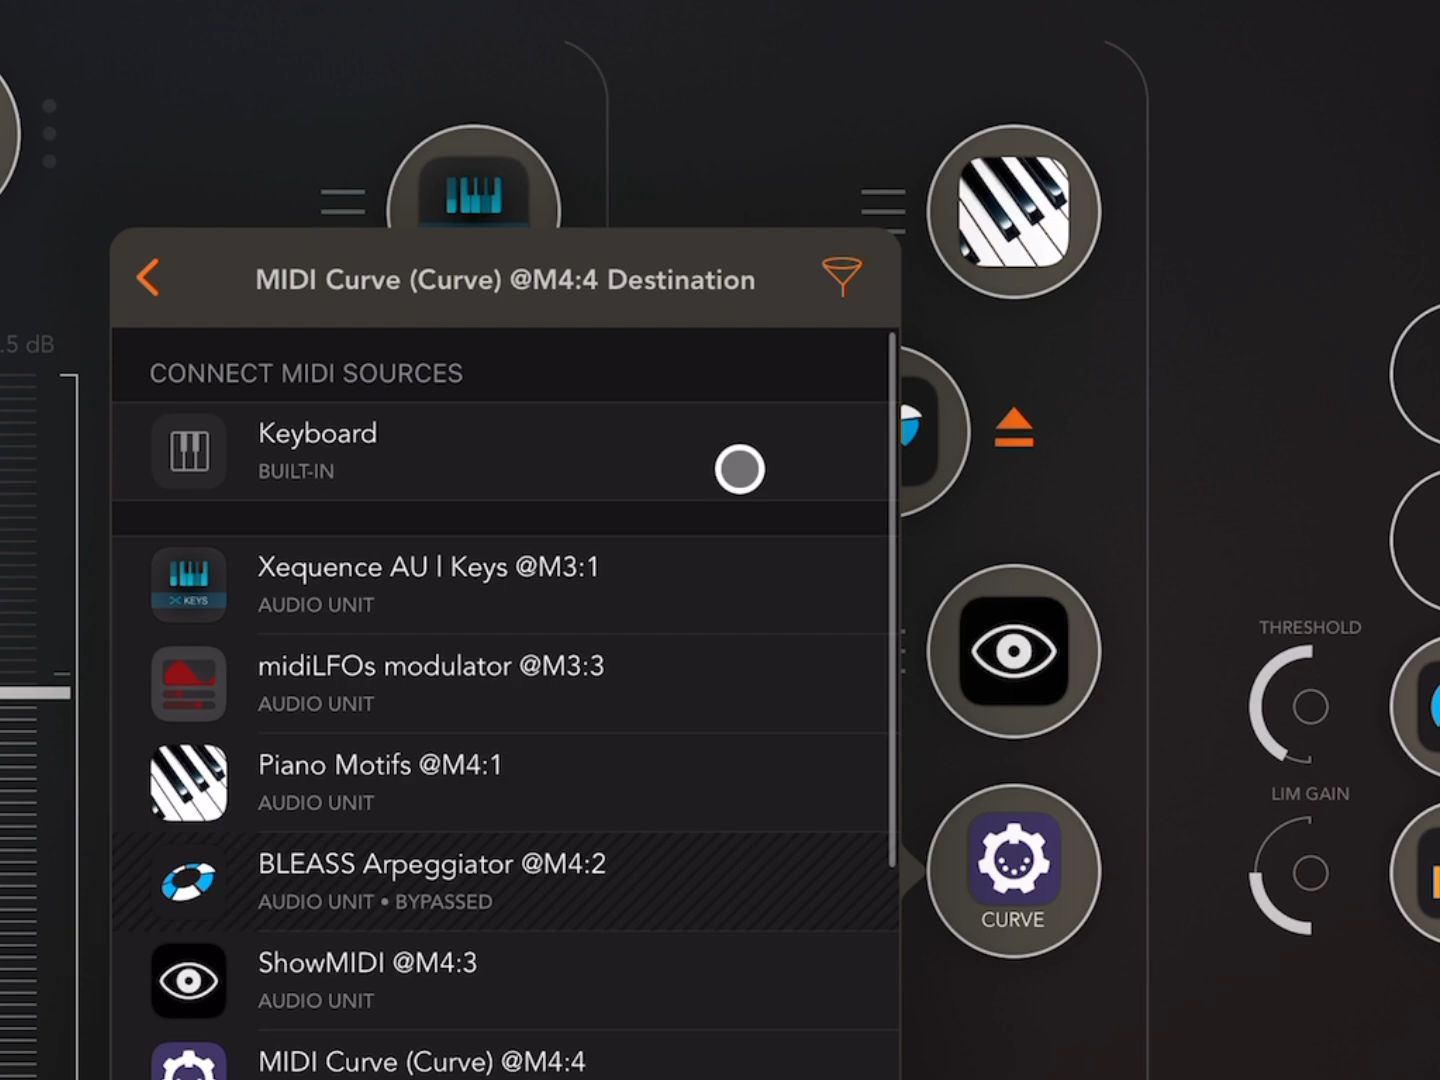 .5 dB
MIDI Curve (Curve) @M4:4 Destination
CONNECT MIDI SOURCES
Keyboard
BUILT-IN
Xequence AU | Keys @M3:1
AUDIO UNIT
KEYS
midiLFOs modulator @M3:3
AUDIO UNIT
Piano Motifs @M4:1
AUDIO UNIT
BLEASS Arpeggiator @M4:2
AUDIO UNIT • BYPASSED
ShowMIDI @M4:3
AUDIO UNIT
MIDI Curve (Curve) @M4:4
CURVE
THRESHOLD
LIM GAIN